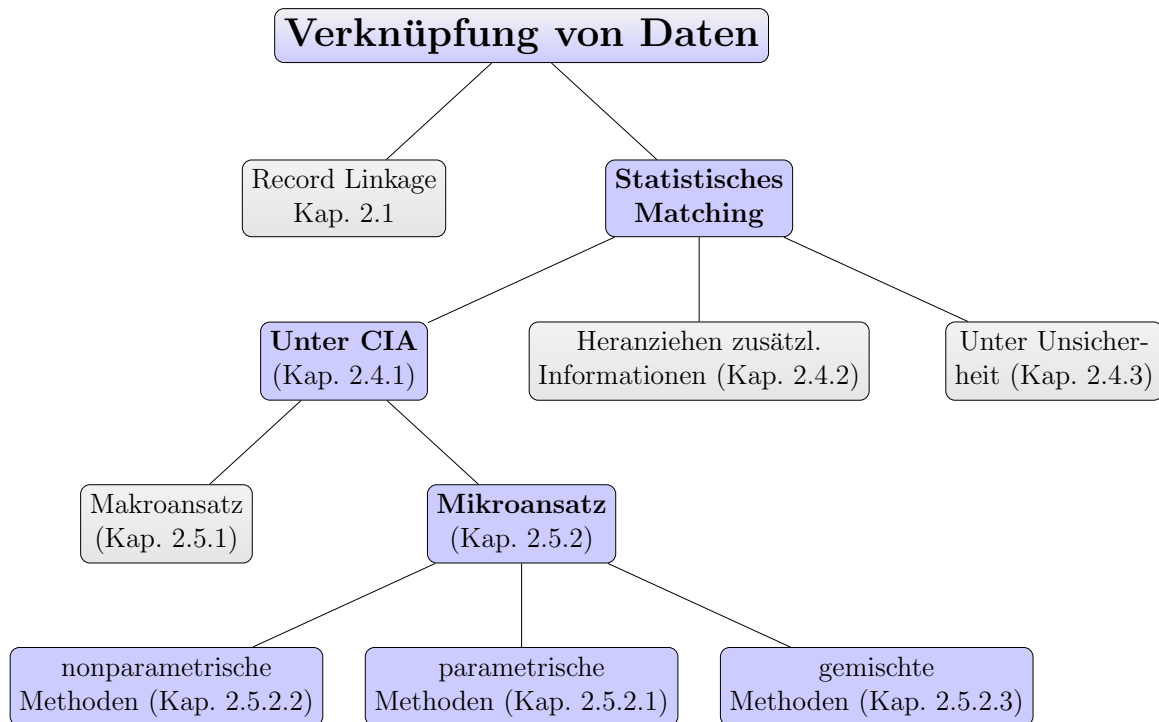 Verknüpfung von Daten
Record Linkage
Kap. 2.1
Statistisches
Matching
Unter CIA
(Kap. 2.4.1)
Heranziehen zusätzl.
Informationen (Kap. 2.4.2)
Unter Unsicher-
heit (Kap. 2.4.3)
Makroansatz
(Kap. 2.5.1)
Mikroansatz
(Kap. 2.5.2)
nonparametrische
Methoden (Kap. 2.5.2.2)
parametrische
Methoden (Kap. 2.5.2.1)
gemischte
Methoden (Kap. 2.5.2.3)